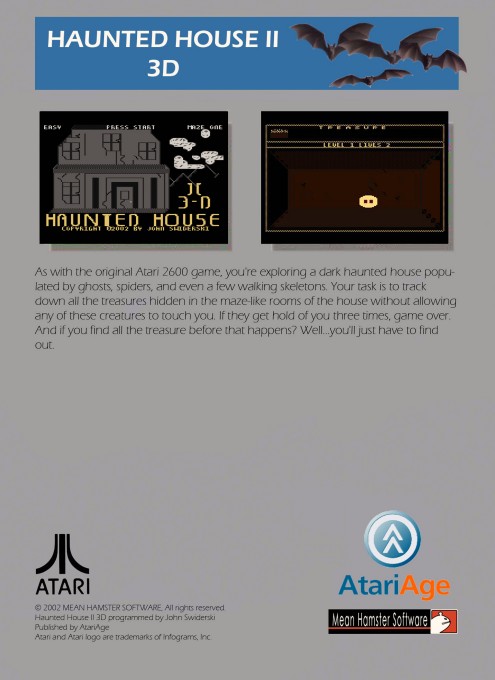 HAUNTED HOUSE II
3D
EASY PRESS START MAZE ONE
II
3-D
HAUNTED HOUSE
COPYRIGHT ©2002 BY JOHN SWIDERSKI
TREASURE
LEVEL 1 LIVES 2
As with the original Atari 2600 game, you're exploring a dark haunted house popu-
lated by ghosts, spiders, and even a few walking skeletons. Your task is to track
down all the treasures hidden in the maze-like rooms of the house without allowing
any of these creatures to touch you. If they get hold of you three times, game over.
And if you find all the treasure before that happens? Well...you'll just have to find
out.
ATARI
© 2002 MEAN HAMSTER SOFTWARE, All rights reserved.
Haunted House II 3D programmed by John Swiderski
Published by AtariAge
Atari and Atari logo are trademarks of Infograms, Inc.
AtariAge
Mean Hamster Software